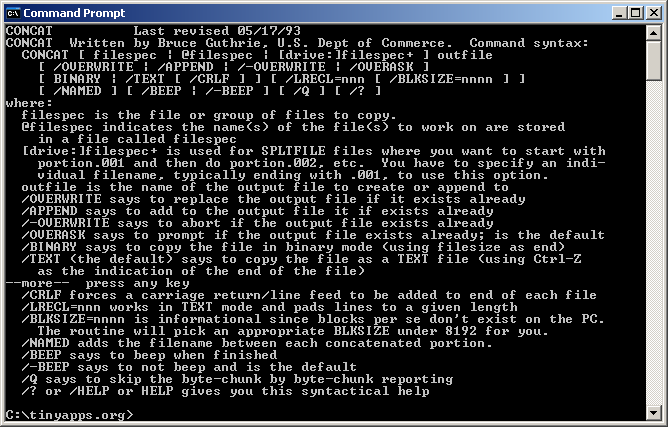 Command Prompt
CONCAT          Last revised 05/17/93
CONCAT  Written by Bruce Guthrie, U.S. Dept of Commerce.  Command syntax:
  CONCAT [ filespec ¦ @filespec ¦ [drive:]filespec+ ] outfile
    [ /OVERWRITE ¦ /APPEND ¦ /-OVERWRITE ¦ /OVERASK ]
    [ BINARY ¦ /TEXT [ /CRLF ] ] [ /LRECL=nnn [ /BLKSIZE=nnnn ] ]
    [ /NAMED ] [ /BEEP ¦ /-BEEP ] [ /Q ] [ /? ]
where:
  filespec is the file or group of files to copy.
  @filespec indicates the name(s) of the file(s) to work on are stored
    in a file called filespec
  [drive:]filespec+ is used for SPLTFILE files where you want to start with
    portion.001 and then do portion.002, etc.  You have to specify an indi-
    vidual filename, typically ending with .001, to use this option.
  outfile is the name of the output file to create or append to
  /OVERWRITE says to replace the output file if it exists already
  /APPEND says to add to the output file it if exists already
  /-OVERWRITE says to abort if the output file exists already
  /OVERASK says to prompt if the output file exists already; is the default
  /BINARY says to copy the file in binary mode (using filesize as end)
  /TEXT (the default) says to copy the file as a TEXT file (using Ctrl-Z
    as the indication of the end of the file)
--more--  press any key
  /CRLF forces a carriage return/line feed to be added to end of each file
  /LRECL=nnn works in TEXT mode and pads lines to a given length
  /BLKSIZE=nnnn is informational since blocks per se don't exist on the PC.
    The routine will pick an appropriate BLKSIZE under 8192 for you.
  /NAMED adds the filename between each concatenated portion.
  /BEEP says to beep when finished
  /-BEEP says to not beep and is the default
  /Q says to skip the byte-chunk by byte-chunk reporting
  /? or /HELP or HELP gives you this syntactical help
C:\tinyapps.org>